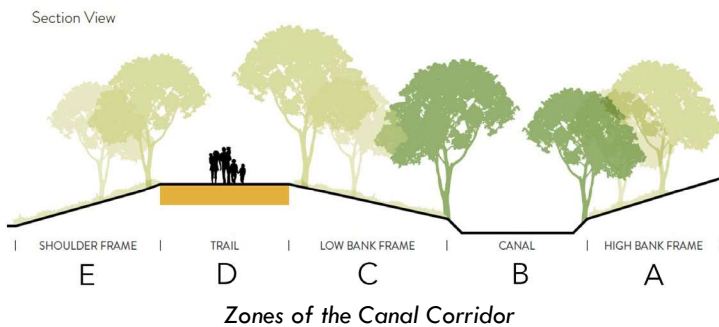 Section View
| SHOULDER FRAME | TRAIL | LOW BANK FRAME | CANAL | HIGH BANK FRAME |
E D C B A
Zones of the Canal Corridor